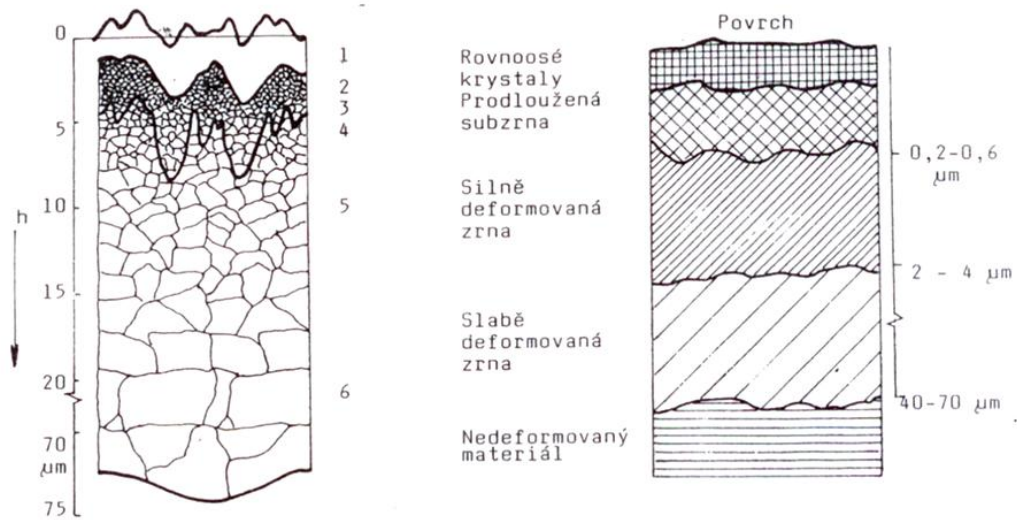 0
5
h
10
15
20
70
µm
75
1
2
3
4
5
6
Povrch
Rovnoosé
krystaly
Prodloužená
subzrna
Silně
deformovaná
zrna
Slabě
deformovaná
zrna
Nedeformovaný
materiál
0,2-0,6
µm
2 - 4 µm
40-70 µm